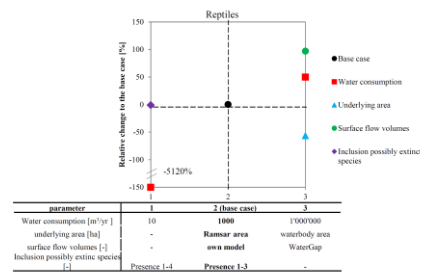 Reptiles
Relative change to the base case [%]
150
100
50
0
-50
-100
-150
-5120%
1 2 3
Base case
Water consumption
Underlying area
Surface flow volumes
Inclusion possibly extinc
species
parameter 1 2 (base case) 3
Water consumption [m³/yr ] 10 1000 1'000'000
underlying area [ha] - Ramsar area waterbody area
surface flow volumes [-] - own model WaterGap
Inclusion possibly extinc species
[-] Presence 1-4 Presence 1-3 -